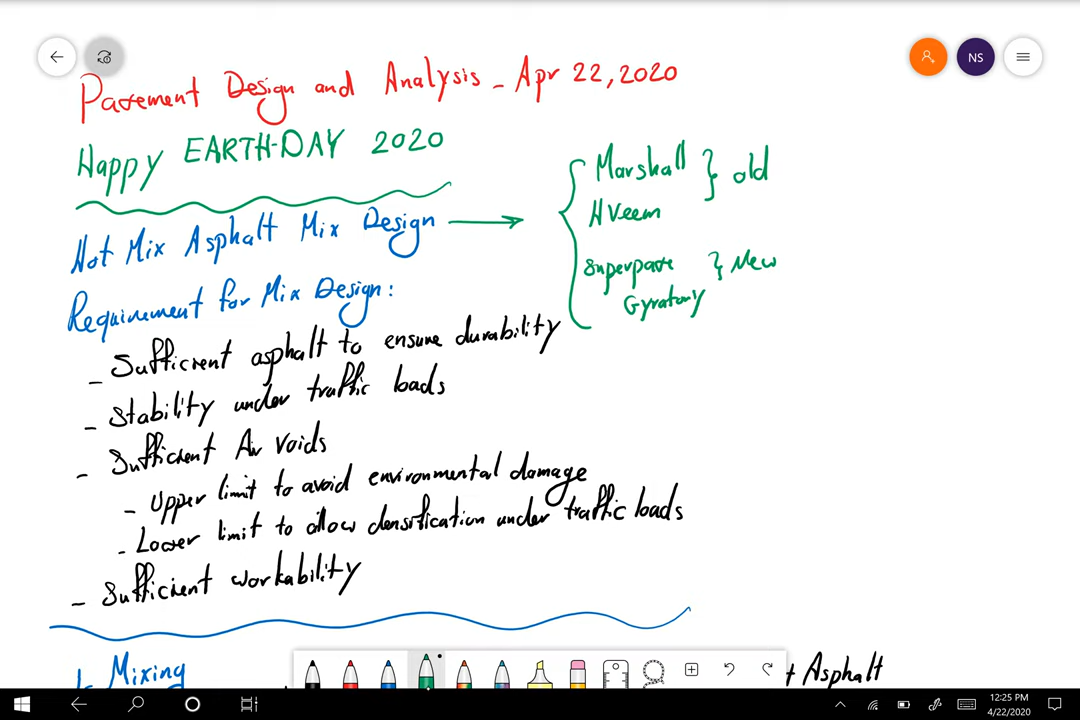 NS
Pavement Design and Analysis - Apr 22, 2020
Happy EARTH-DAY 2020
Hot Mix Asphalt Mix Design
Marshall
Hveem
old
Superpave
Gyratory
New
Requirement for Mix Design:
- Sufficient asphalt to ensure durability
- Stability under traffic loads
- Sufficient Air Voids
- Upper limit to avoid environmental damage
- Lower limit to allow densification under traffic loads
- Sufficient workability
Mixing
t Asphalt
12:25 PM
4/22/2020